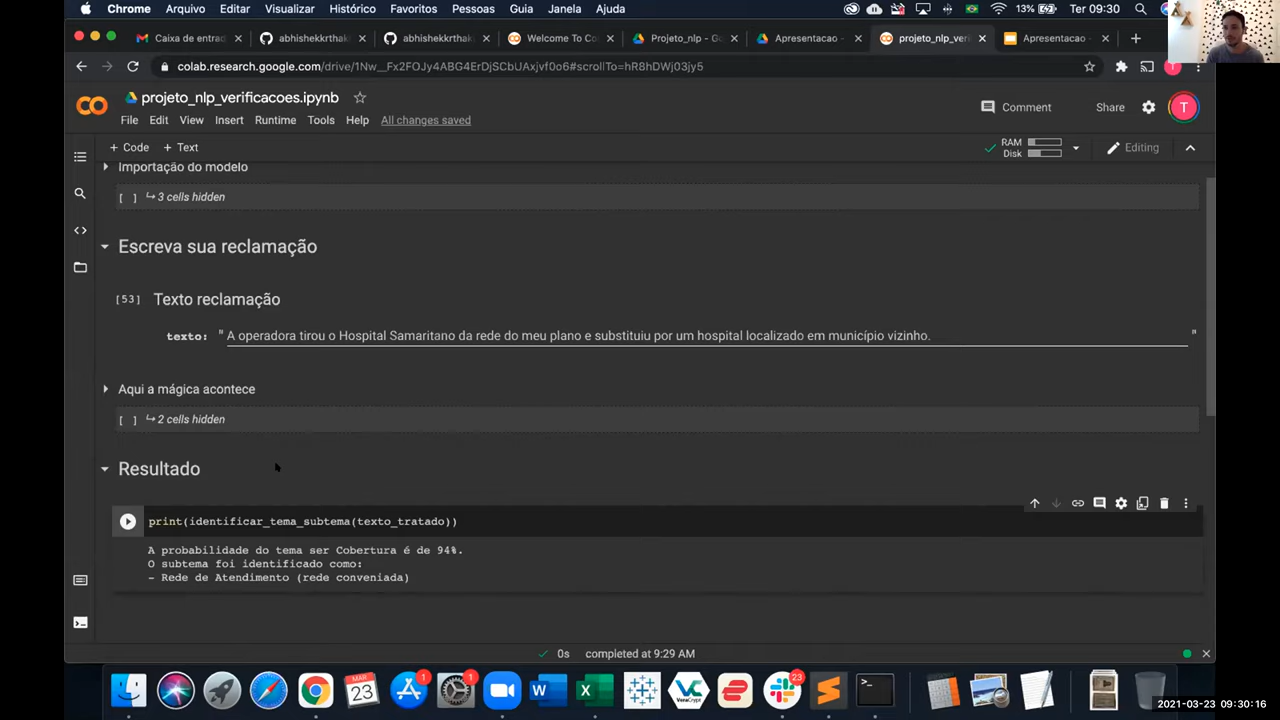 Chrome Arquivo Editar Visualizar Histórico Favoritos Pessoas Guia Janela Ajuda 13% Ter 09:30
Caixa de entrad
abhishekkrthak
abhishekkrthak
Welcome To Co
Projeto_nlp - Go
Apresentacao -
projeto_nlp_veri
Apresentacao -
colab.research.google.com/drive/1Nw__Fx2FOJy4ABG4ErDjSCbUAxjvf0o6#scrollTo=hR8hDWj03jy5
T
projeto_nlp_verificacoes.ipynb
Comment Share T
File Edit View Insert Runtime Tools Help All changes saved
+ Code + Text
RAM
Disk
Editing
Importação do modelo
[ ] 3 cells hidden
Escreva sua reclamação
[53] Texto reclamação
texto: " A operadora tirou o Hospital Samaritano da rede do meu plano e substituiu por um hospital localizado em município vizinho. "
Aqui a mágica acontece
[ ] 2 cells hidden
Resultado
print(identificar_tema_subtema(texto_tratado))
A probabilidade do tema ser Cobertura é de 94%.
O subtema foi identificado como:
- Rede de Atendimento (rede conveniada)
0s completed at 9:29 AM
MAR
23
1
1
23
2021-03-23 09:30:16